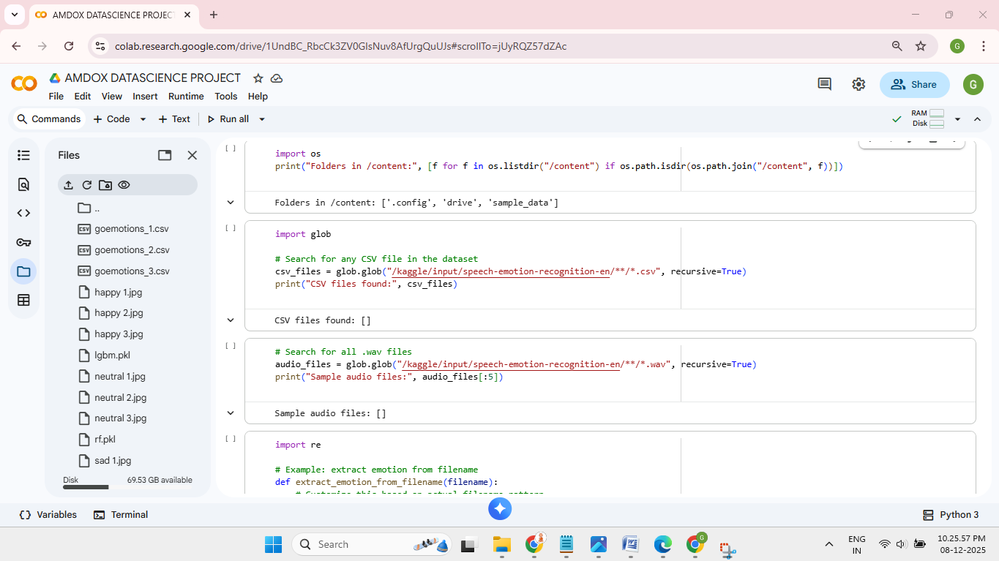 AMDOX DATASCIENCE PROJECT
colab.research.google.com/drive/1UndBC_RbcCk3ZV0GIsNuv8AfUrgQuUJs#scrollTo=jUyRQZ57dZAc
G
AMDOX DATASCIENCE PROJECT
File Edit View Insert Runtime Tools Help
Share
G
Commands + Code + Text Run all
RAM
Disk
Files
..
goemotions_1.csv
goemotions_2.csv
goemotions_3.csv
happy 1.jpg
happy 2.jpg
happy 3.jpg
lgbm.pkl
neutral 1.jpg
neutral 2.jpg
neutral 3.jpg
rf.pkl
sad 1.jpg
Disk 69.53 GB available
[ ]
import os
print("Folders in /content:", [f for f in os.listdir("/content") if os.path.isdir(os.path.join("/content", f))])
Folders in /content: ['.config', 'drive', 'sample_data']
[ ]
import glob
# Search for any CSV file in the dataset
csv_files = glob.glob("/kaggle/input/speech-emotion-recognition-en/**/*.csv", recursive=True)
print("CSV files found:", csv_files)
CSV files found: []
[ ]
# Search for all .wav files
audio_files = glob.glob("/kaggle/input/speech-emotion-recognition-en/**/*.wav", recursive=True)
print("Sample audio files:", audio_files[:5])
Sample audio files: []
[ ]
import re
# Example: extract emotion from filename
def extract_emotion_from_filename(filename):
# Customize this based on actual filename pattern
Variables Terminal
Python 3
Search
ENG
IN
10.25.57 PM
08-12-2025